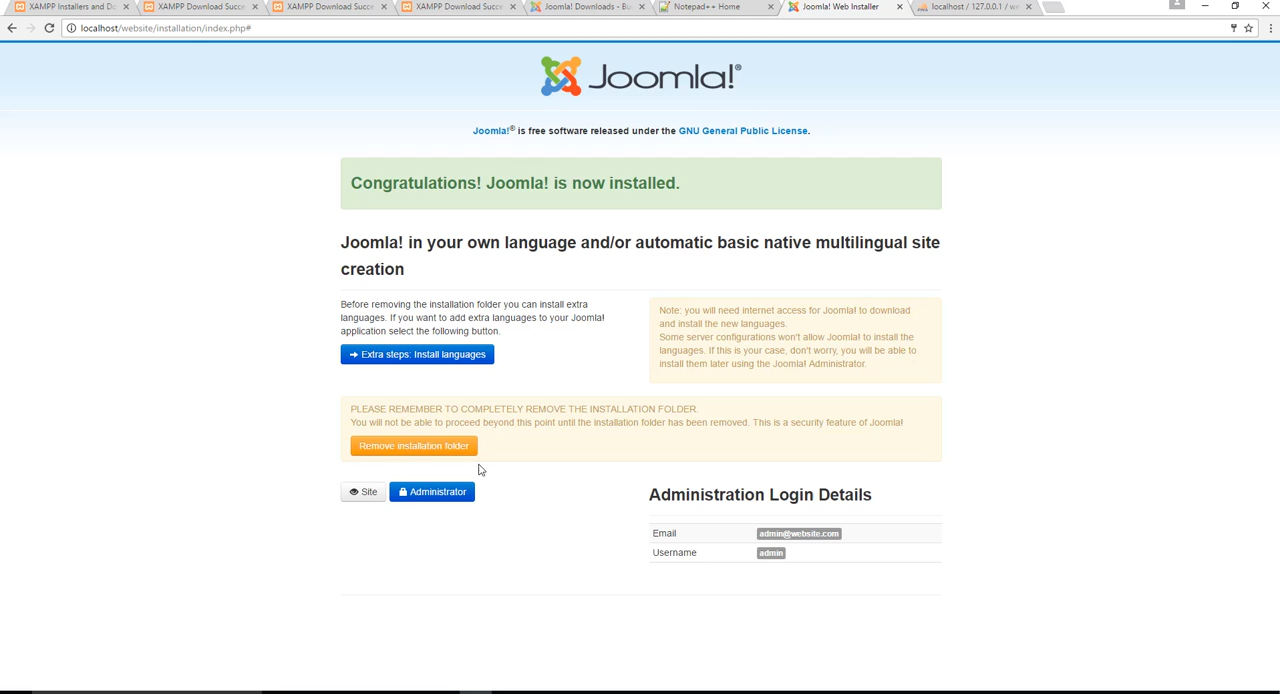 XAMPP Installers and Do
XAMPP Download Succe
XAMPP Download Succe
XAMPP Download Succe
Joomla! Downloads - Bu
Notepad++ Home
Joomla! Web Installer
localhost / 127.0.0.1 / we
localhost/website/installation/index.php#
Joomla!®
Joomla!® is free software released under the GNU General Public License.
Congratulations! Joomla! is now installed.
Joomla! in your own language and/or automatic basic native multilingual site
creation
Before removing the installation folder you can install extra
languages. If you want to add extra languages to your Joomla!
application select the following button.
Extra steps: Install languages
Note: you will need internet access for Joomla! to download
and install the new languages.
Some server configurations won't allow Joomla! to install the
languages. If this is your case, don't worry, you will be able to
install them later using the Joomla! Administrator.
PLEASE REMEMBER TO COMPLETELY REMOVE THE INSTALLATION FOLDER.
You will not be able to proceed beyond this point until the installation folder has been removed. This is a security feature of Joomla!
Remove installation folder
Site
Administrator
Administration Login Details
Email admin@website.com
Username admin